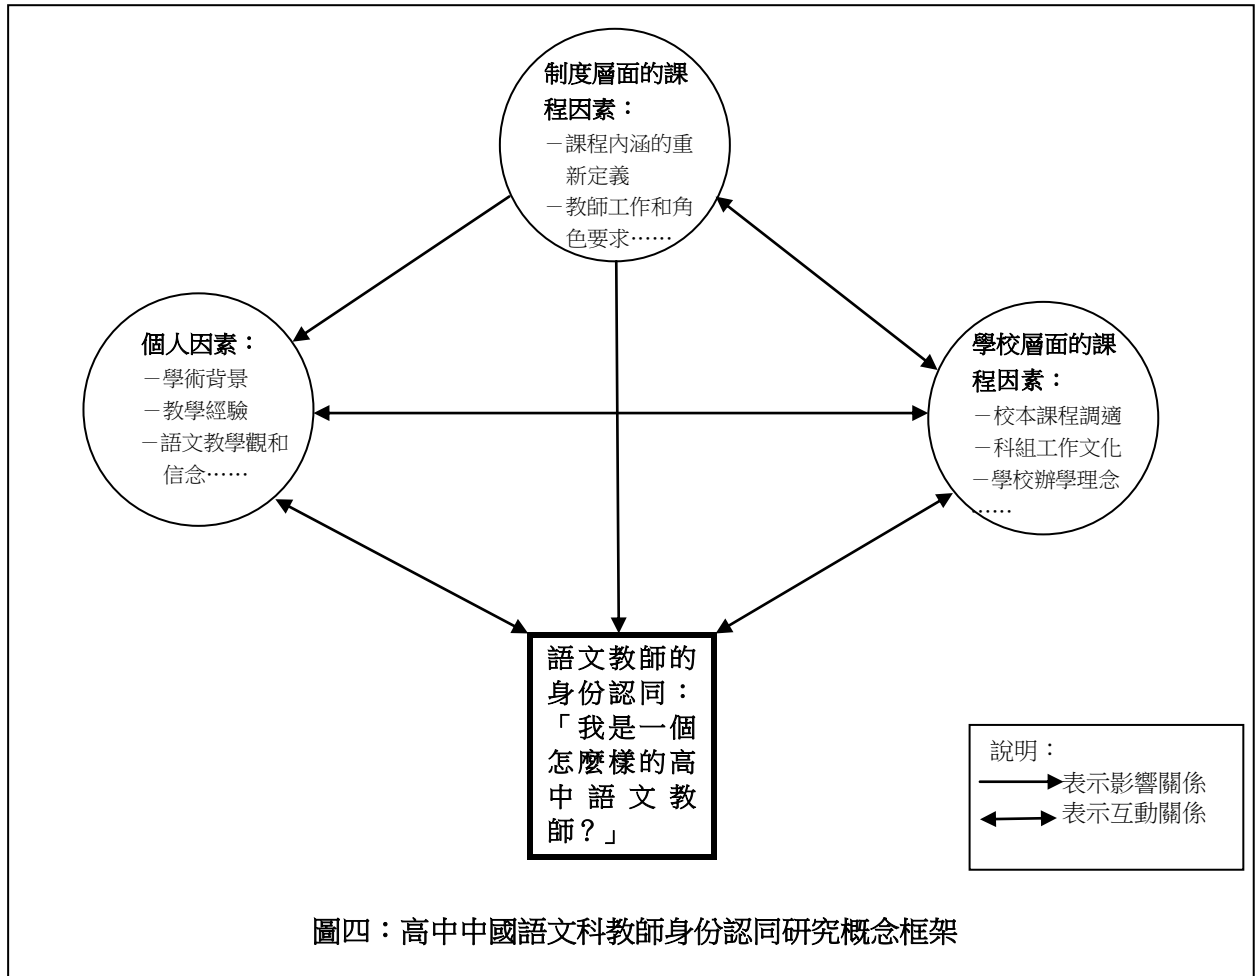 制度層面的課
程因素：
－課程內涵的重
新定義
－教師工作和角
色要求……
個人因素：
－學術背景
－教學經驗
－語文教學觀和
信念……
學校層面的課
程因素：
－校本課程調適
－科組工作文化
－學校辦學理念
……
語文教師的
身份認同：
「我是一個
怎麼樣的高
中語文教
師？」
說明：
表示影響關係
表示互動關係
圖四：高中中國語文科教師身份認同研究概念框架